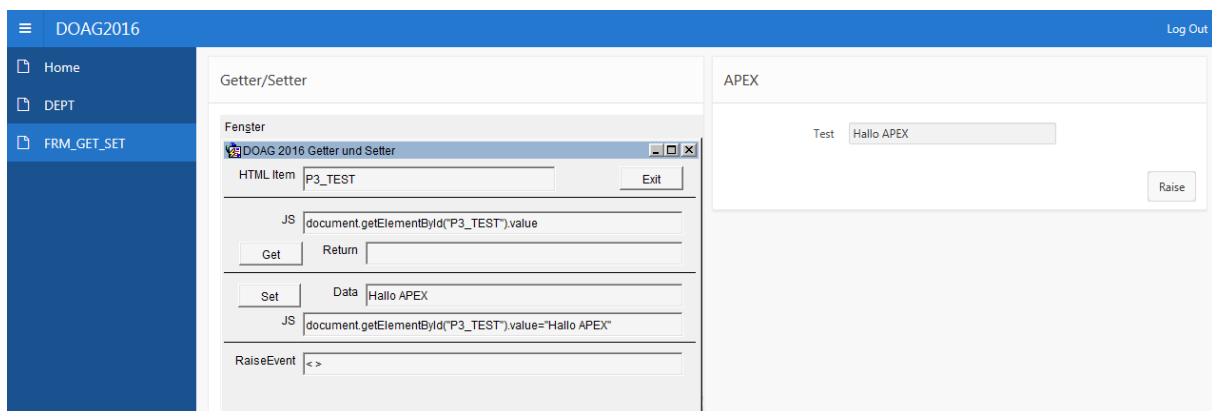 DOAG2016
Log Out
Home
DEPT
FRM_GET_SET
Getter/Setter
Fenster
DOAG 2016 Getter und Setter
HTML Item P3_TEST Exit
JS document.getElementById("P3_TEST").value
Get Return
Set Data Hallo APEX
JS document.getElementById("P3_TEST").value="Hallo APEX"
RaiseEvent <>
APEX
Test Hallo APEX
Raise